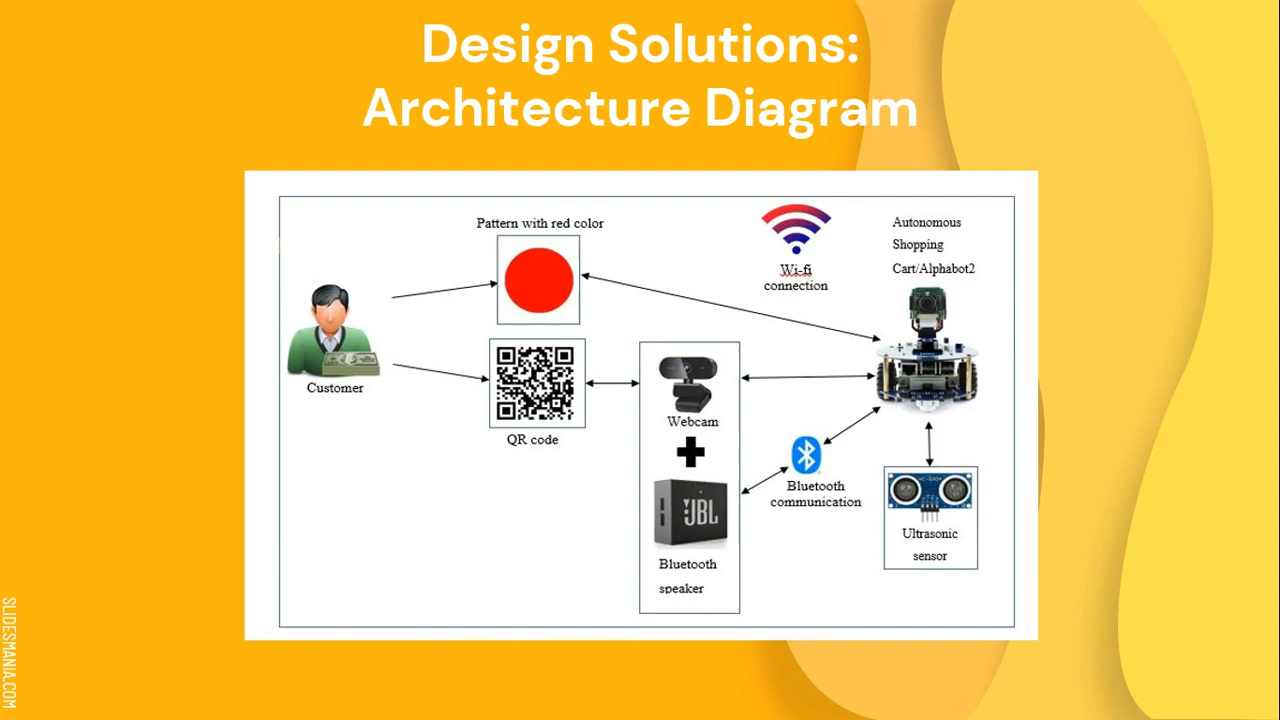 Design Solutions:
Architecture Diagram
Pattern with red color
Wi-fi
connection
Autonomous
Shopping
Cart/Alphabot2
Customer
QR code
Webcam
JBL
Bluetooth
speaker
Bluetooth
communication
Ultrasonic
sensor
SLIDESMANIA.COM